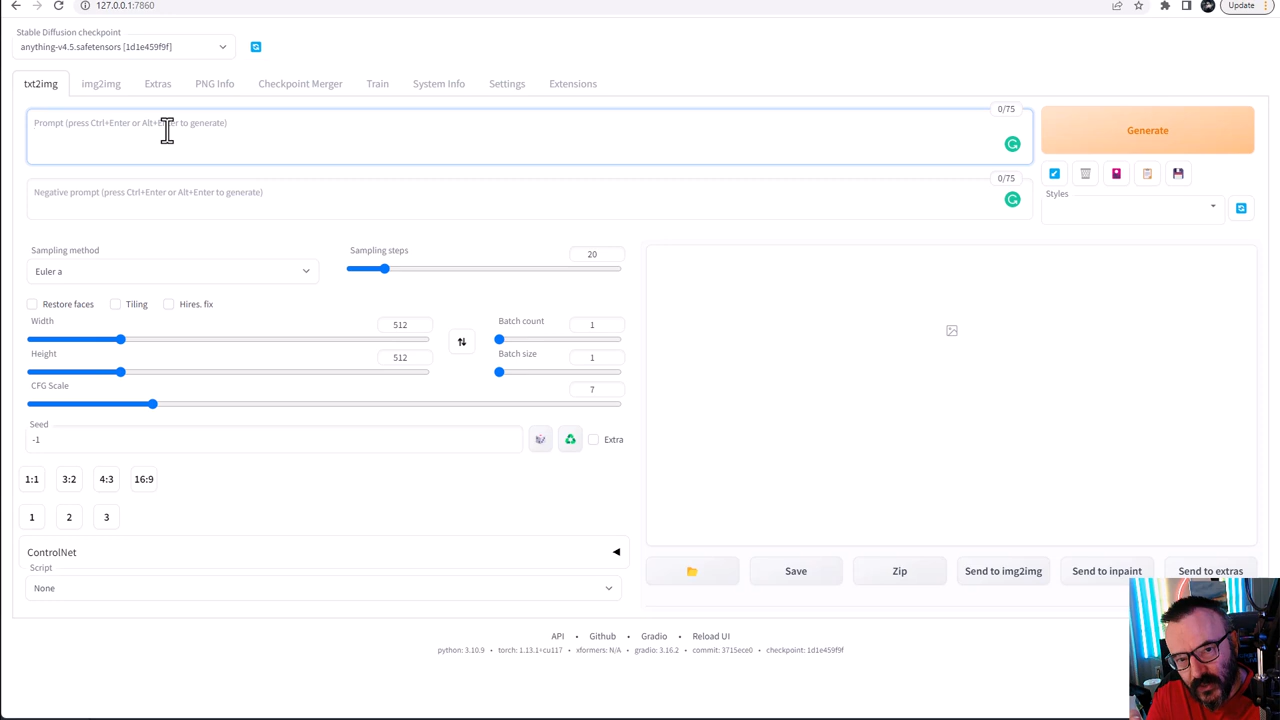 127.0.0.1:7860
Update
Stable Diffusion checkpoint
anything-v4.5.safetensors [1d1e459f9f]
txt2img img2img Extras PNG Info Checkpoint Merger Train System Info Settings Extensions
0/75
Prompt (press Ctrl+Enter or Alt+Enter to generate)
Generate
0/75
Negative prompt (press Ctrl+Enter or Alt+Enter to generate)
Styles
Sampling method
Euler a
Sampling steps
20
Restore faces Tiling Hires. fix
Width
512
Batch count
1
Height
512
Batch size
1
CFG Scale
7
Seed
-1
Extra
1:1 3:2 4:3 16:9
1 2 3
ControlNet
Script
None
Save Zip Send to img2img Send to inpaint Send to extras
API • Github • Gradio • Reload UI
python: 3.10.9 • torch: 1.13.1+cu117 • xformers: N/A • gradio: 3.16.2 • commit: 3715ece0 • checkpoint: 1d1e459f9f